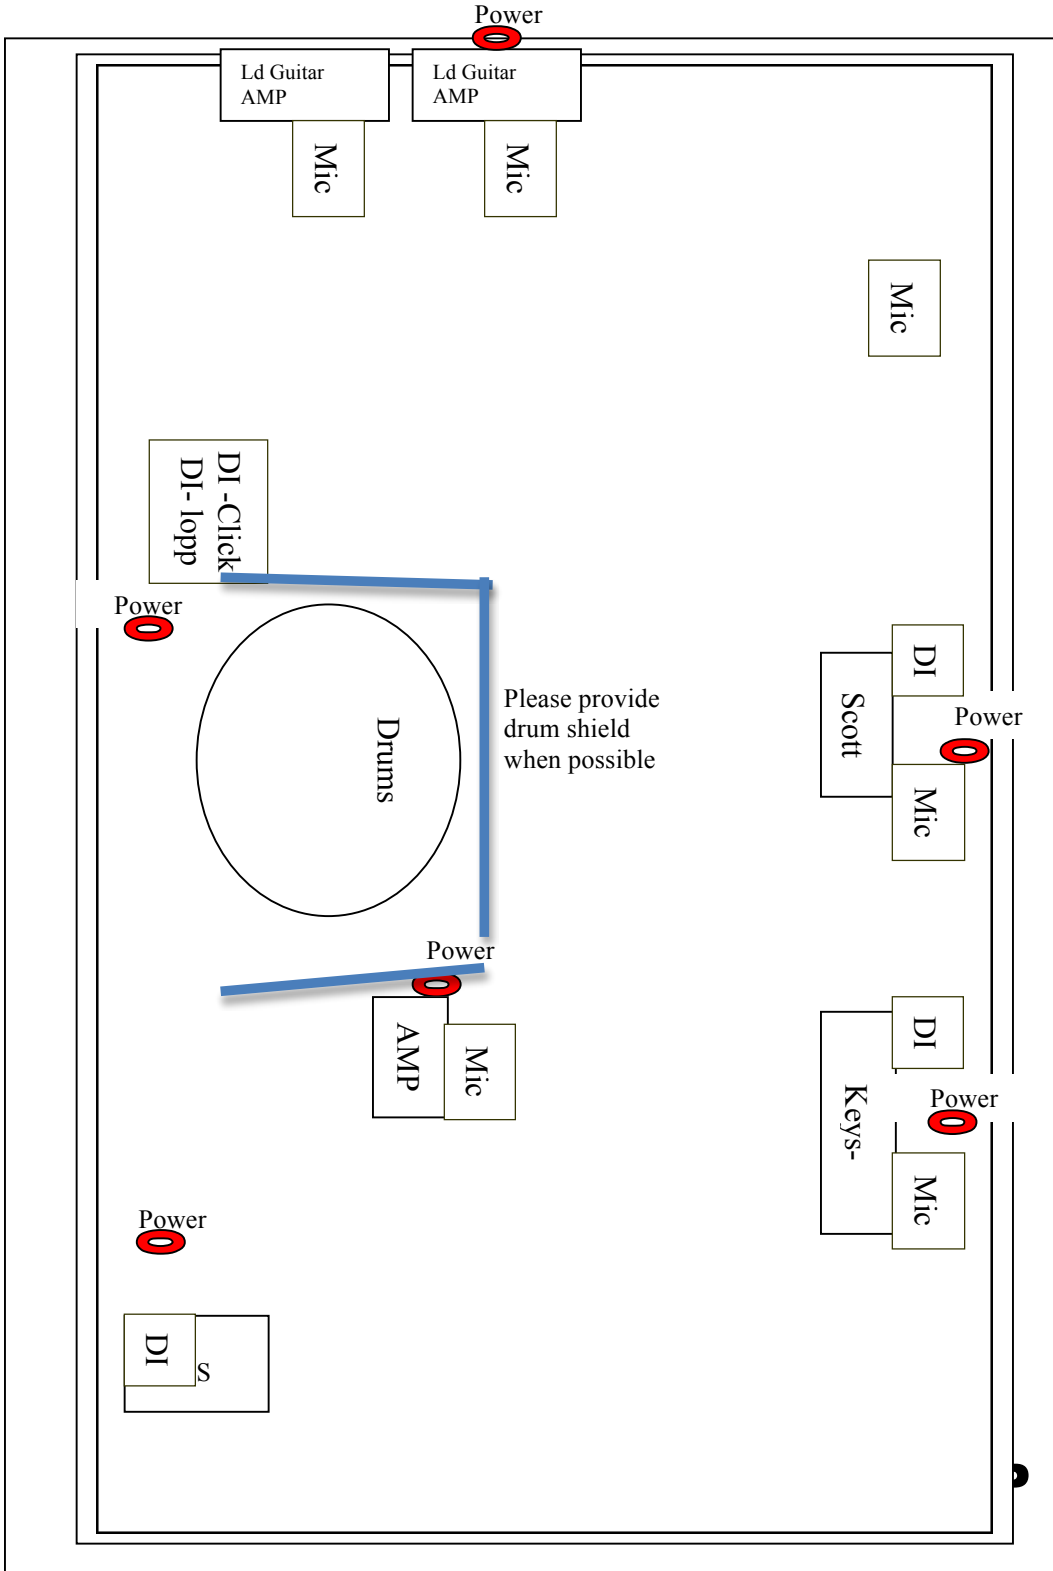 Power
Ld Guitar
AMP
Ld Guitar
AMP
Mic
Mic
Mic
DI -Click
DI- lopp
Power
Drums
Please provide
drum shield
when possible
DI
Scott
Power
Mic
Power
AMP
Mic
DI
Keys-
Power
Mic
Power
DI
S